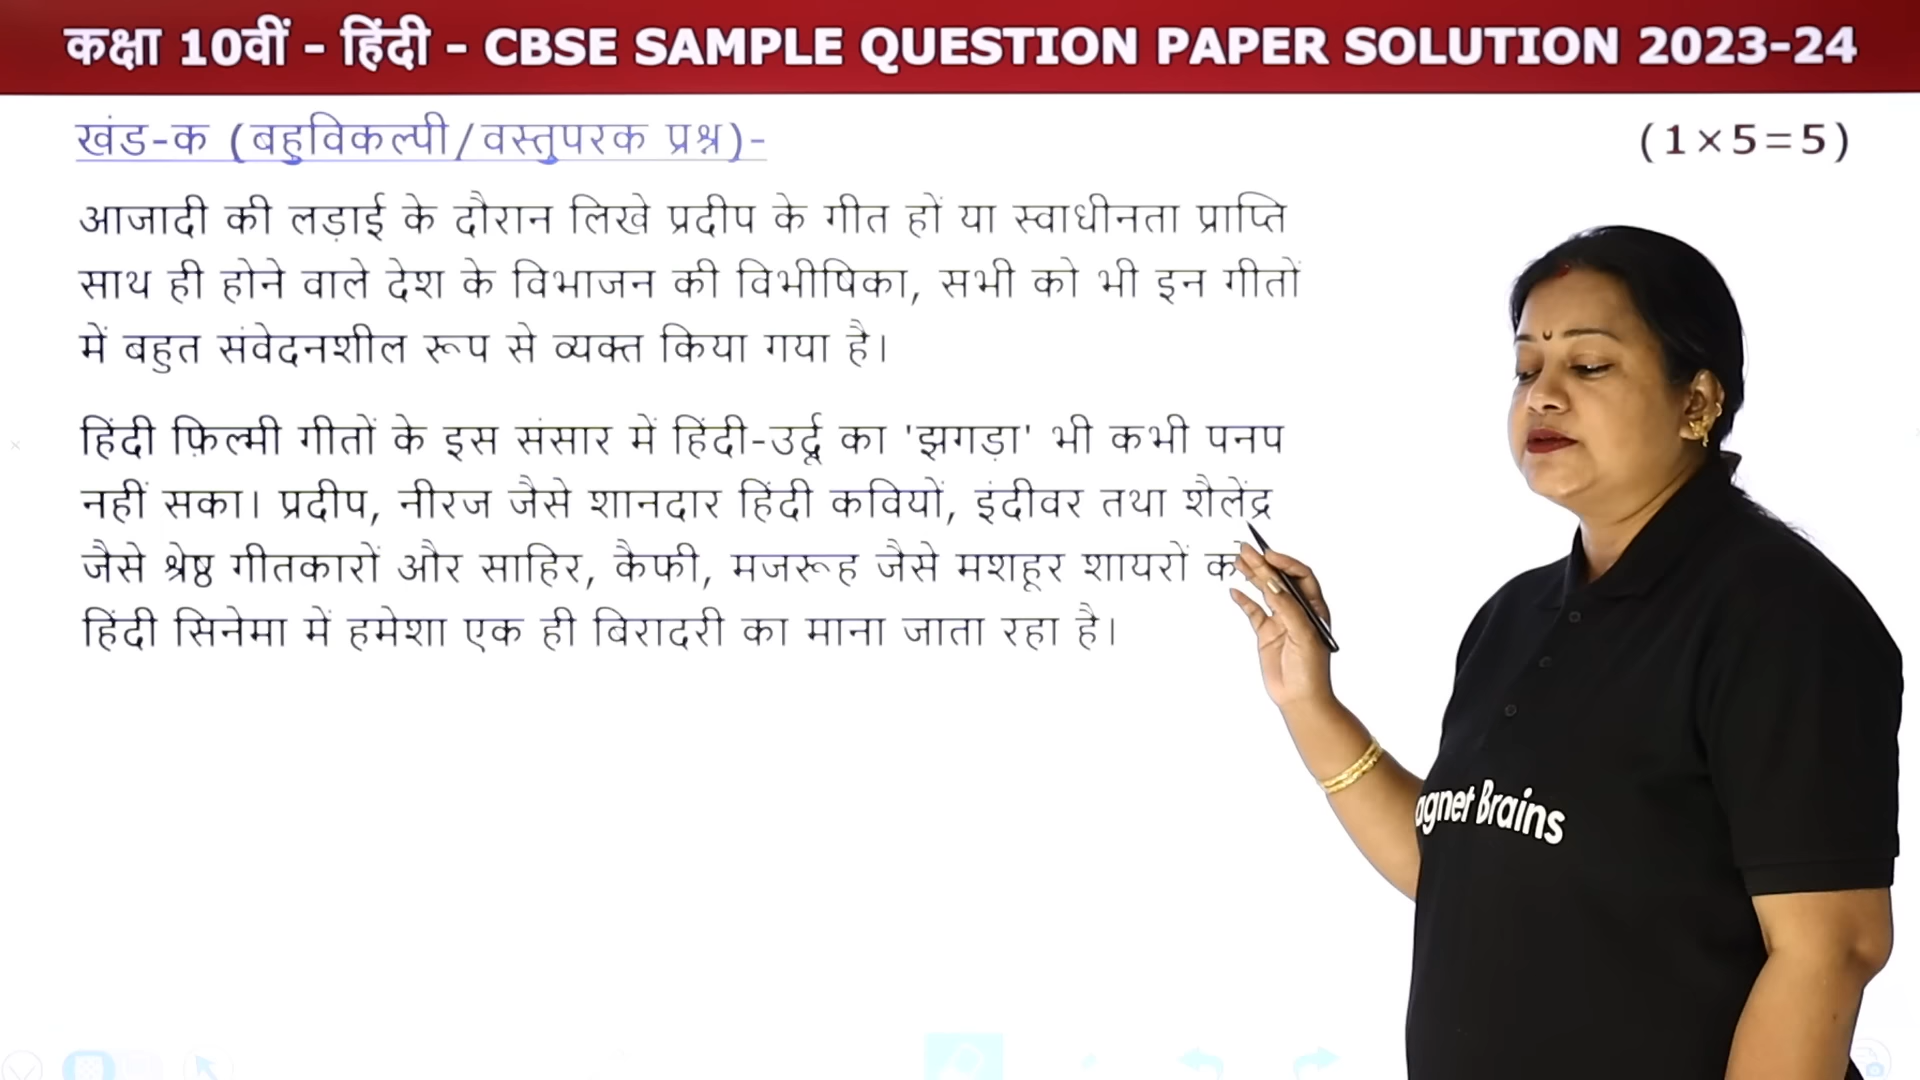 कक्षा 10वीं - हिंदी - CBSE SAMPLE QUESTION PAPER SOLUTION 2023-24
खंड-क (बहुविकल्पी/वस्तुपरक प्रश्न)- (1×5=5)
आजादी की लड़ाई के दौरान लिखे प्रदीप के गीत हों या स्वाधीनता प्राप्ति
साथ ही होने वाले देश के विभाजन की विभीषिका, सभी को भी इन गीतों
में बहुत संवेदनशील रूप से व्यक्त किया गया है।
हिंदी फ़िल्मी गीतों के इस संसार में हिंदी-उर्दू का 'झगड़ा' भी कभी पनप
नहीं सका। प्रदीप, नीरज जैसे शानदार हिंदी कवियों, इंदीवर तथा शैलेंद्र
जैसे श्रेष्ठ गीतकारों और साहिर, कैफी, मजरूह जैसे मशहूर शायरों
हिंदी सिनेमा में हमेशा एक ही बिरादरी का माना जाता रहा है।
agnet Brains